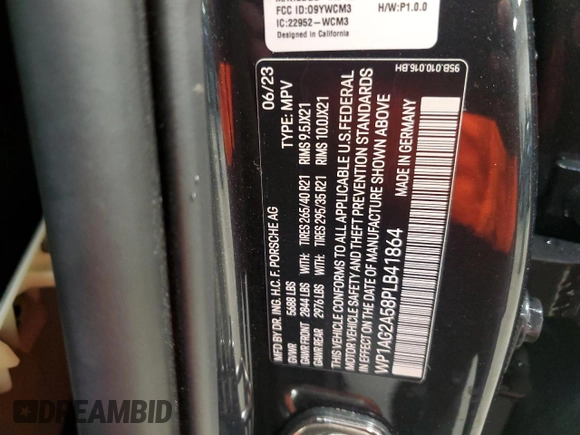 FCC ID:O9YWCM3
H/W:P1.0.0
IC:22952-WCM3
Designed in California
95B.010.016.BH
MFD BY DR. ING. H.C. F. PORSCHE AG
06/23
GVWR 5688 LBS TYPE: MPV
GAWR FRONT 2844 LBS WITH: TIRES 265/40 R21 RIMS 9.5JX21
GAWR REAR 2976 LBS WITH: TIRES 295/35 R21 RIMS 10.0JX21
THIS VEHICLE CONFORMS TO ALL APPLICABLE U.S.FEDERAL
MOTOR VEHICLE SAFETY AND THEFT PREVENTION STANDARDS
IN EFFECT ON THE DATE OF MANUFACTURE SHOWN ABOVE
WP1AG2A58PLB41864 MADE IN GERMANY
DREAMBID